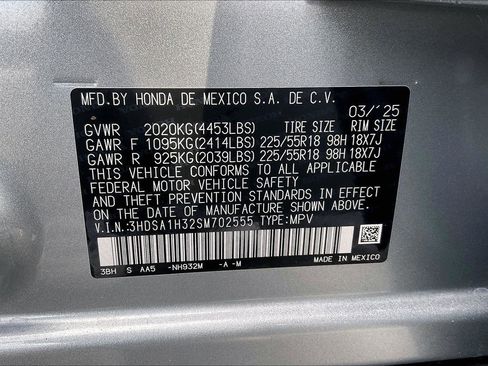 MFD.BY HONDA DE MEXICO S.A. DE C.V.
03/´25
GVWR 2020KG(4453LBS) TIRE SIZE RIM SIZE
GAWR F 1095KG(2414LBS) 225/55R18 98H 18X7J
GAWR R 925KG(2039LBS) 225/55R18 98H 18X7J
THIS VEHICLE CONFORMS TO ALL APPLICABLE
FEDERAL MOTOR VEHICLE SAFETY
AND THEFT PREVENTION STANDARDS IN EFFECT
ON THE DATE OF MANUFACTURE SHOWN ABOVE.
V.I.N.:3HDSA1H32SM702555 TYPE:MPV
3BH S AA5 -NH932M -A -M MADE IN MEXICO